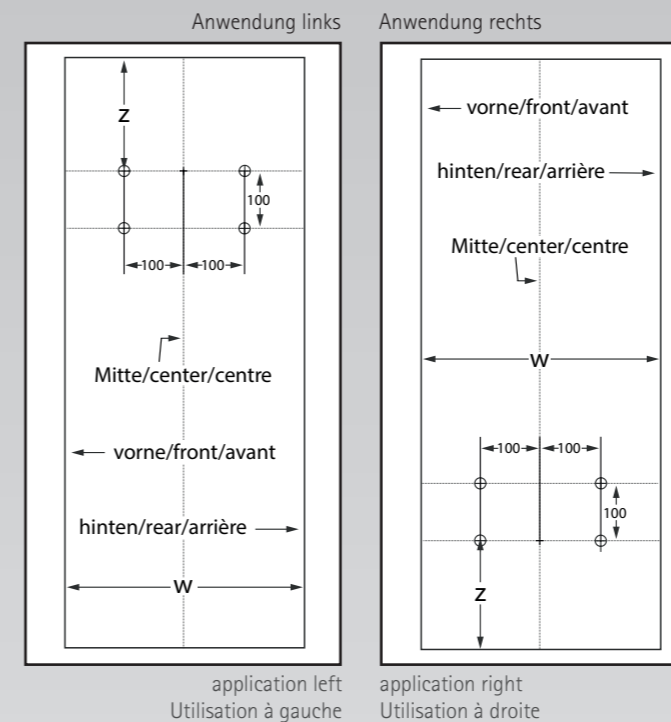 Anwendung links
Z
100
100
100
Mitte/center/centre
vorne/front/avant
hinten/rear/arrière
W
application left
Utilisation à gauche
Anwendung rechts
vorne/front/avant
hinten/rear/arrière
Mitte/center/centre
W
100
100
100
Z
application right
Utilisation à droite